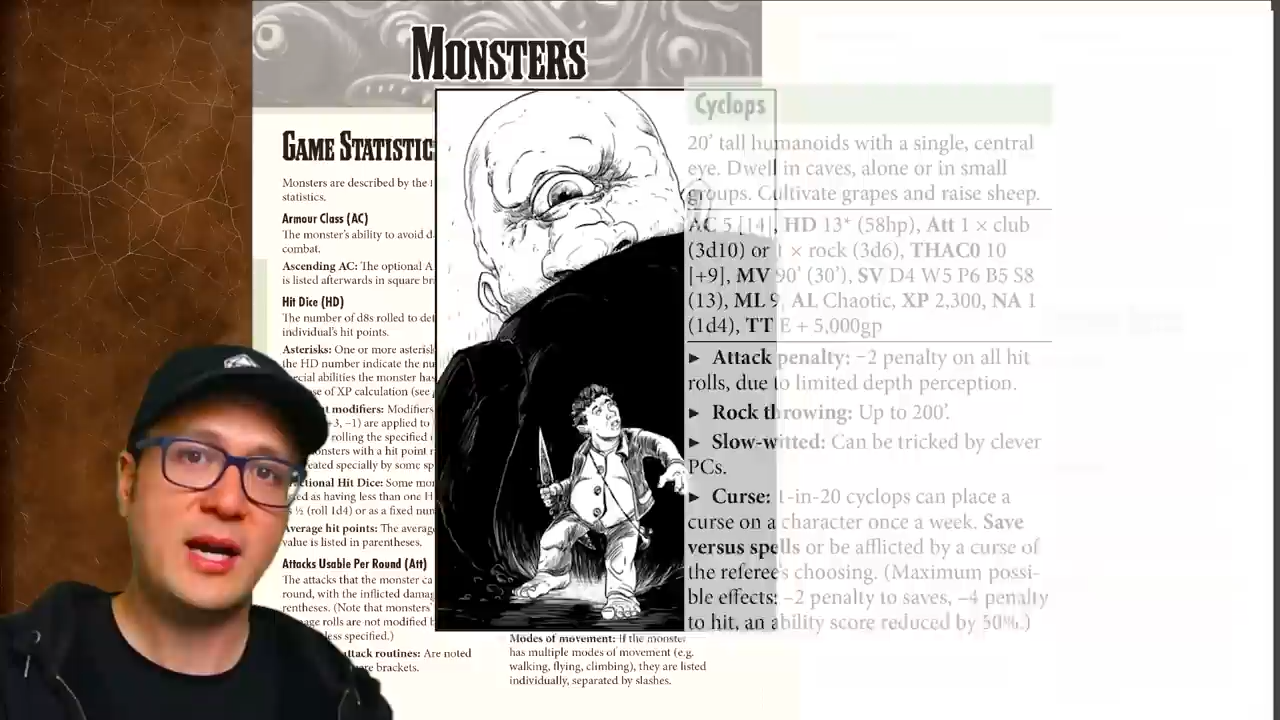 MONSTERS
GAME STATISTIC
Monsters are described by the
statistics.
Armour Class (AC)
The monster's ability to avoid d
combat.
Ascending AC: The optional A
is listed afterwards in square br
Hit Dice (HD)
The number of d8s rolled to det
individual's hit points.
Asterisks: One or more asterisk
the HD number indicate the nu
special abilities the monster has
of XP calculation (see
modifiers: Modifiers
+3, −1) are applied to
rolling the specified
with a hit point
specially by some sp
Hit Dice: Some mor
as having less than one H
½ (roll 1d4) or as a fixed num
Average hit points: The average
value is listed in parentheses.
Attacks Usable Per Round (Att)
The attacks that the monster ca
round, with the inflicted damag
rentheses. (Note that monsters'
rolls are not modified b
less specified.)
attack routines: Are noted
brackets.
Modes of movement: If the monster
has multiple modes of movement (e.g.
walking, flying, climbing), they are listed
individually, separated by slashes.
Cyclops
20' tall humanoids with a single, central
eye. Dwell in caves, alone or in small
groups. Cultivate grapes and raise sheep.
AC 5 [14], HD 13* (58hp), Att 1 × club
(3d10) or 1 × rock (3d6), THAC0 10
[+9], MV 90' (30'), SV D4 W5 P6 B5 S8
(13), ML 9, AL Chaotic, XP 2,300, NA 1
(1d4), TT E + 5,000gp
► Attack penalty: −2 penalty on all hit
rolls, due to limited depth perception.
► Rock throwing: Up to 200'.
► Slow-witted: Can be tricked by clever
PCs.
► Curse: 1-in-20 cyclops can place a
curse on a character once a week. Save
versus spells or be afflicted by a curse of
the referee's choosing. (Maximum possi-
ble effects: −2 penalty to saves, −4 penalty
to hit, an ability score reduced by 50%.)